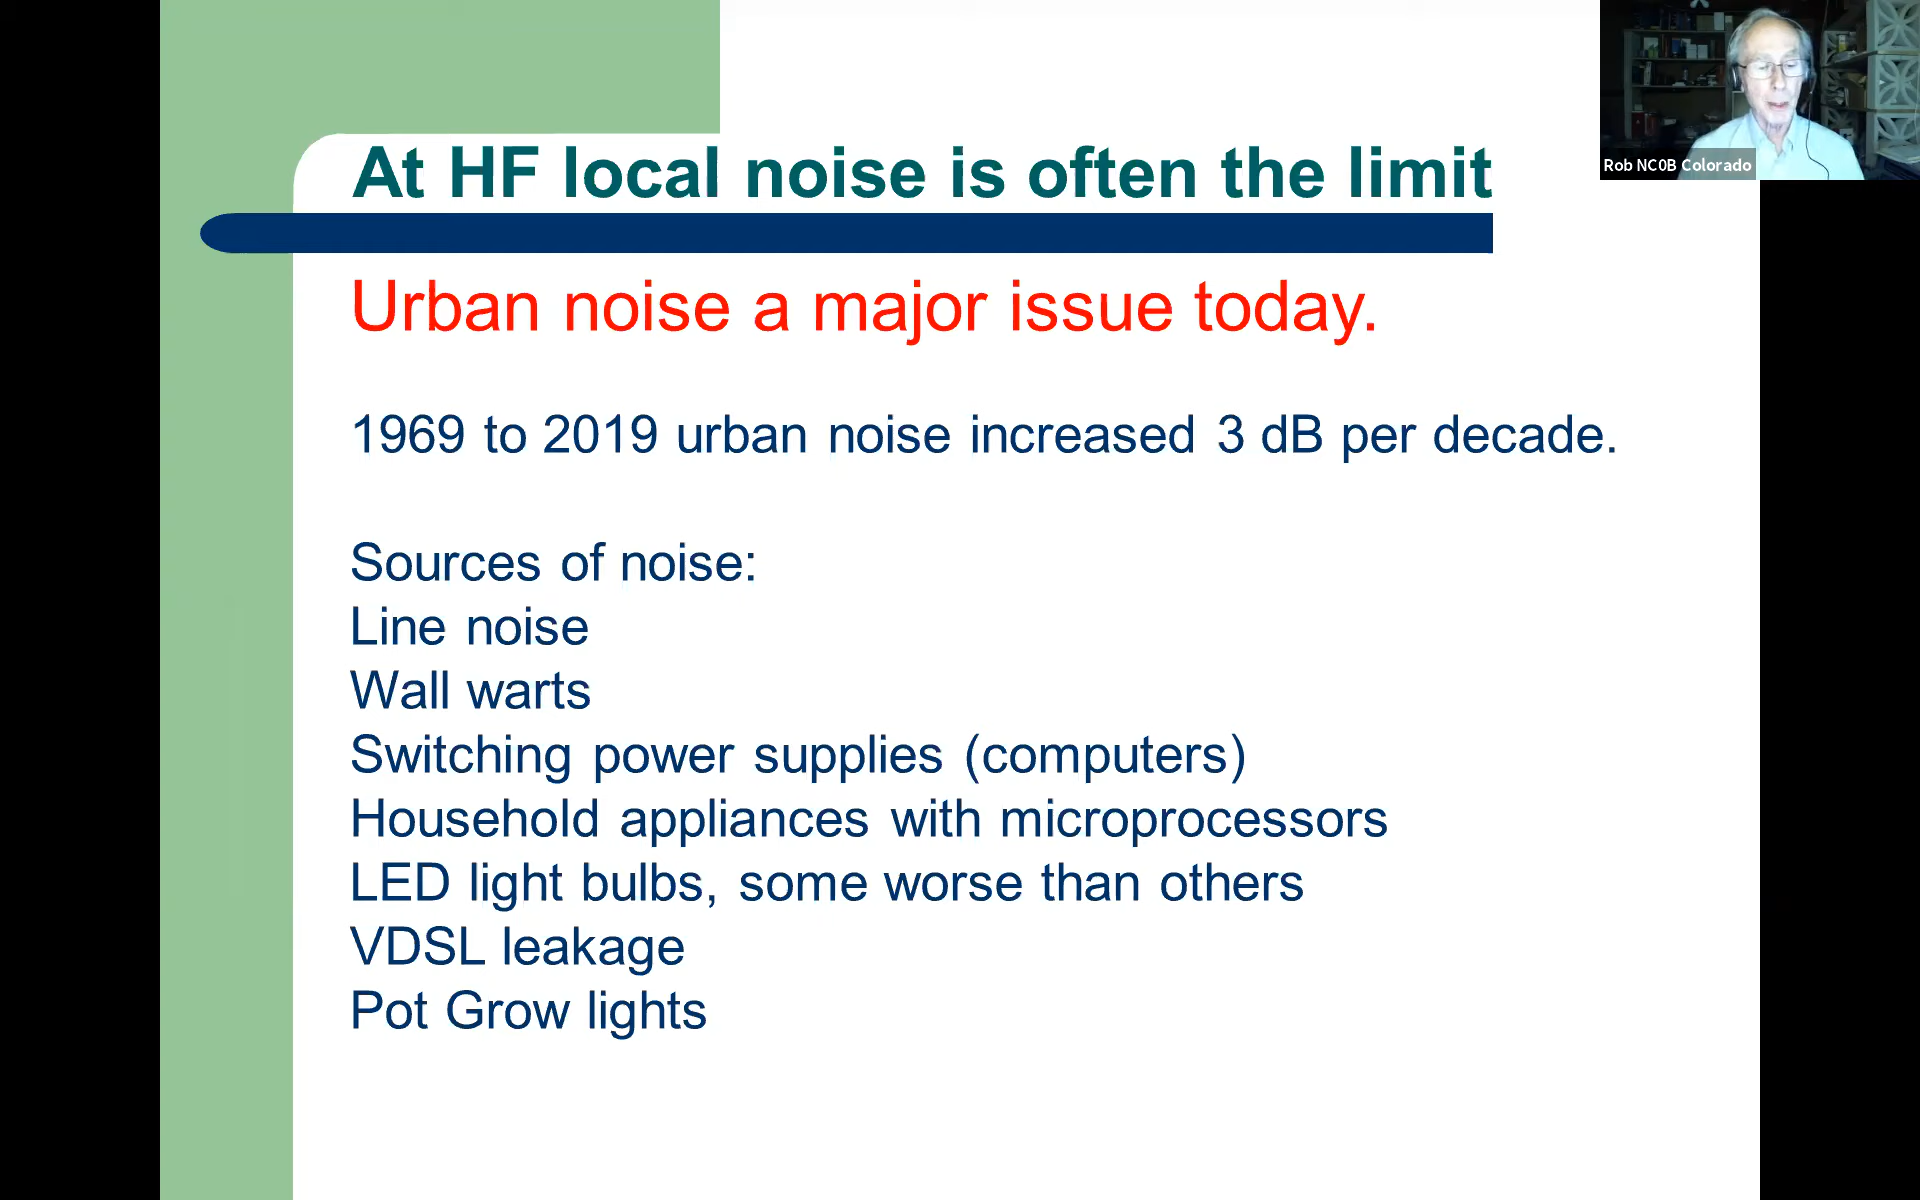 At HF local noise is often the limit
Rob NC0B Colorado
Urban noise a major issue today.
1969 to 2019 urban noise increased 3 dB per decade.
Sources of noise:
Line noise
Wall warts
Switching power supplies (computers)
Household appliances with microprocessors
LED light bulbs, some worse than others
VDSL leakage
Pot Grow lights